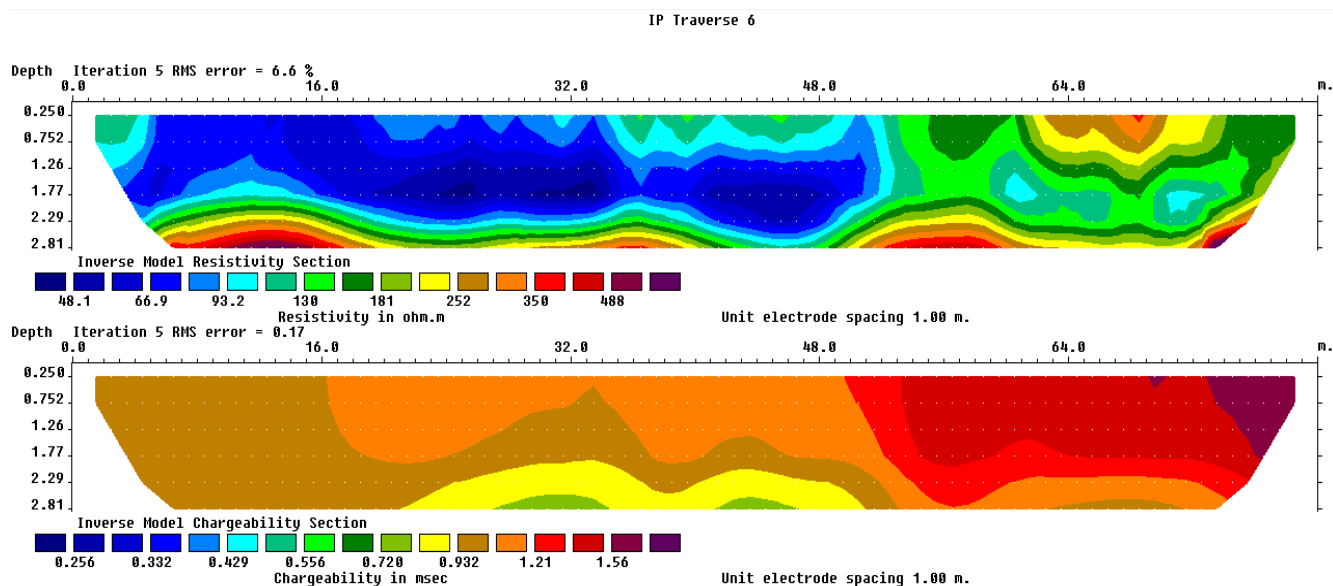 IP Traverse 6
Depth Iteration 5 RMS error = 6.6 %
0.0 16.0 32.0 48.0 64.0 m.
0.250
0.752
1.26
1.77
2.29
2.81
Inverse Model Resistivity Section
48.1 66.9 93.2 130 181 252 350 488
Resistivity in ohm.m Unit electrode spacing 1.00 m.
Depth Iteration 5 RMS error = 0.17
0.0 16.0 32.0 48.0 64.0 m.
0.250
0.752
1.26
1.77
2.29
2.81
Inverse Model Chargeability Section
0.256 0.332 0.429 0.556 0.720 0.932 1.21 1.56
Chargeability in msec Unit electrode spacing 1.00 m.